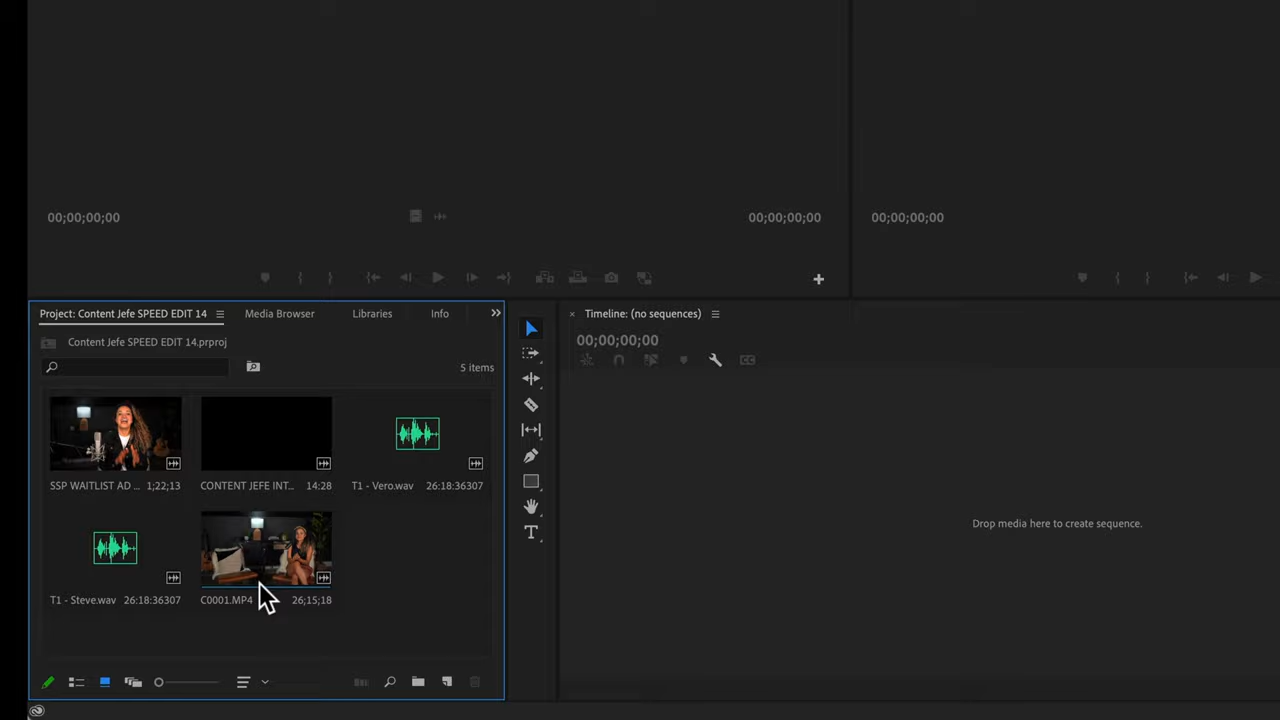 00;00;00;00
00;00;00;00
00;00;00;00
Project: Content Jefe SPEED EDIT 14
Media Browser
Libraries
Info
Timeline: (no sequences)
Content Jefe SPEED EDIT 14.prproj
00;00;00;00
5 items
SSP WAITLIST AD ... 1;22;13
CONTENT JEFE INT... 14:28
T1 - Vero.wav 26:18:36307
Drop media here to create sequence.
T1 - Steve.wav 26:18:36307
C0001.MP4 26;15;18